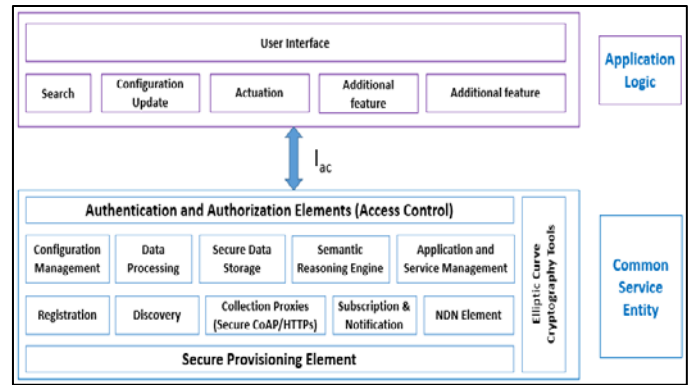 User Interface
Application
Logic
Search
Configuration
Update
Actuation
Additional
feature
Additional feature
Iac
Authentication and Authorization Elements (Access Control)
Elliptic Curve
Cryptography Tools
Configuration
Management
Data
Processing
Secure Data
Storage
Semantic
Reasoning Engine
Application and
Service Management
Common
Service
Entity
Registration
Discovery
Collection Proxies
(Secure CoAP/HTTPs)
Subscription &
Notification
NDN Element
Secure Provisioning Element